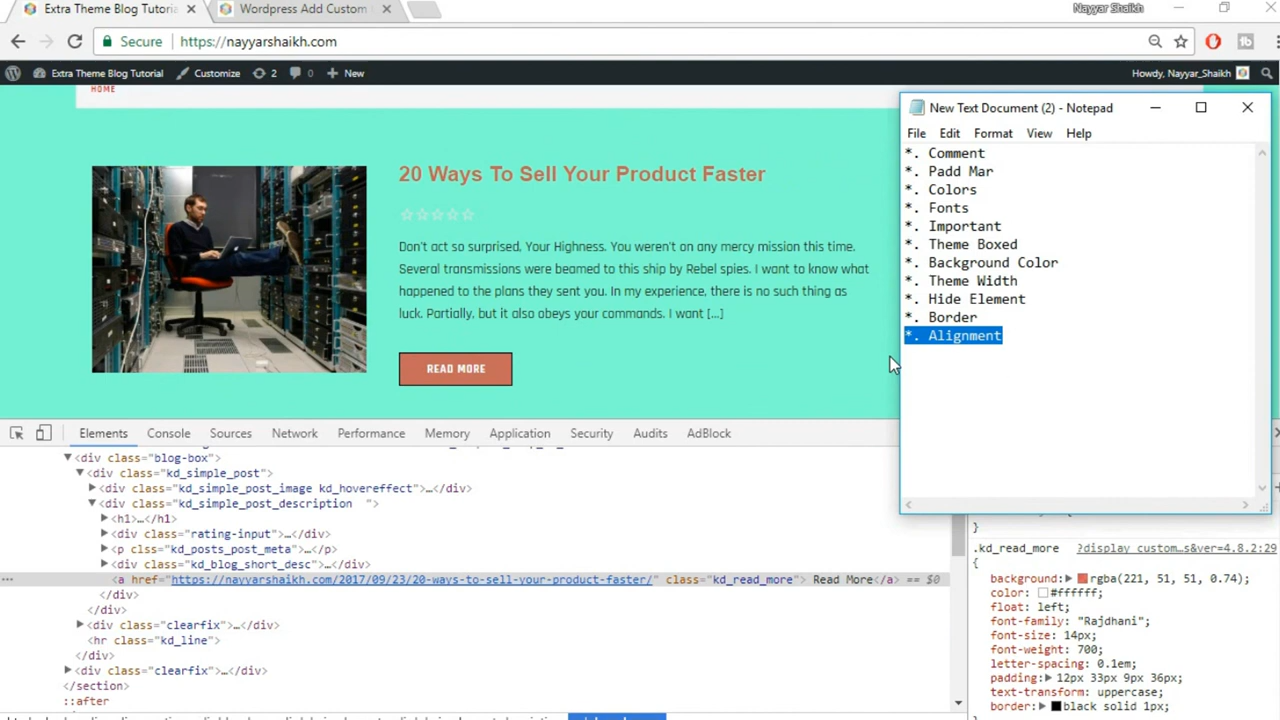 Extra Theme Blog Tutoria
Wordpress Add Custom
Nayyar Shaikh
Secure
https://nayyarshaikh.com
Extra Theme Blog Tutorial
Customize
2
0
New
Howdy, Nayyar_Shaikh
HOME
20 Ways To Sell Your Product Faster
Don't act so surprised, Your Highness. You weren't on any mercy mission this time.
Several transmissions were beamed to this ship by Rebel spies. I want to know what
happened to the plans they sent you. In my experience, there is no such thing as
luck. Partially, but it also obeys your commands. I want [...]
READ MORE
New Text Document (2) - Notepad
File Edit Format View Help
*. Comment
*. Padd Mar
*. Colors
*. Fonts
*. Important
*. Theme Boxed
*. Background Color
*. Theme Width
*. Hide Element
*. Border
*. Alignment
Elements Console Sources Network Performance Memory Application Security Audits AdBlock
<div class="blog-box">
<div class="kd_simple_post">
<div class="kd_simple_post_image kd_hovereffect">…</div>
<div class="kd_simple_post_description ">
<h1>…</h1>
<div class="rating-input">…</div>
<p clss="kd_posts_post_meta">…</p>
<div class="kd_blog_short_desc">…</div>
<a href="https://nayyarshaikh.com/2017/09/23/20-ways-to-sell-your-product-faster/" class="kd_read_more"> Read More</a> == $0
</div>
</div>
<div class="clearfix">…</div>
<hr class="kd_line">
</div>
<div class="clearfix">…</div>
</section>
::after
}
.kd_read_more ?display_custom…s&ver=4.8.2:29
{
background: rgba(221, 51, 51, 0.74);
color: #ffffff;
float: left;
font-family: "Rajdhani";
font-size: 14px;
font-weight: 700;
letter-spacing: 0.1em;
padding: 12px 33px 9px 36px;
text-transform: uppercase;
border: black solid 1px;